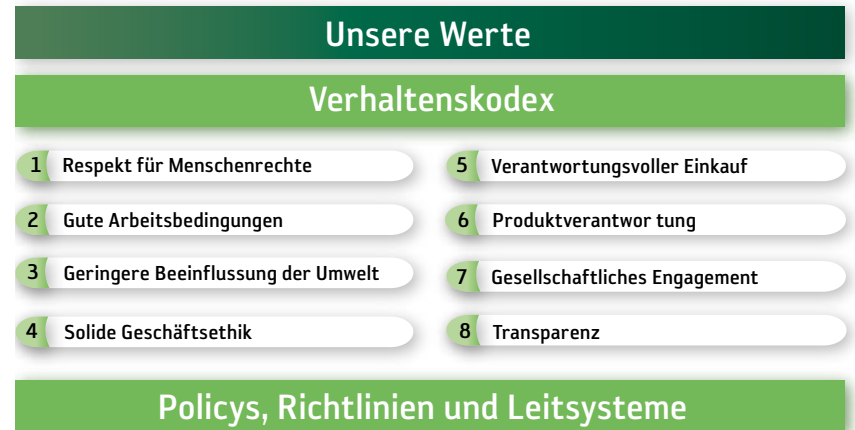 Unsere Werte
Verhaltenskodex
1 Respekt für Menschenrechte
2 Gute Arbeitsbedingungen
3 Geringere Beeinflussung der Umwelt
4 Solide Geschäftsethik
5 Verantwortungsvoller Einkauf
6 Produktverantwor tung
7 Gesellschaftliches Engagement
8 Transparenz
Policys, Richtlinien und Leitsysteme